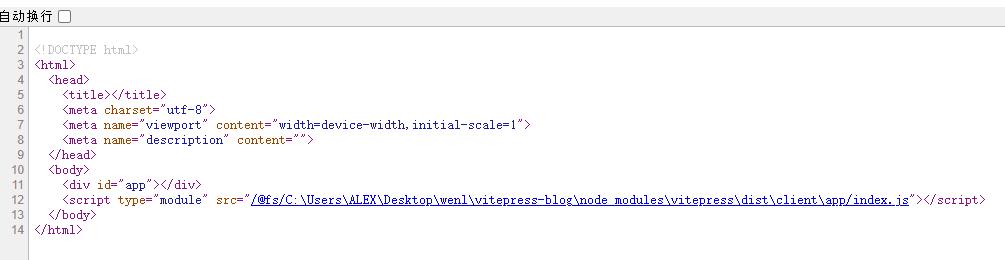 自动换行
1
2 <!DOCTYPE html>
3 <html>
4 <head>
5 <title></title>
6 <meta charset="utf-8">
7 <meta name="viewport" content="width=device-width,initial-scale=1">
8 <meta name="description" content="">
9 </head>
10 <body>
11 <div id="app"></div>
12 <script type="module" src="/@fs/C:\Users\ALEX\Desktop\wenl\vitepress-blog\node_modules\vitepress\dist\client\app/index.js"></script>
13 </body>
14 </html>